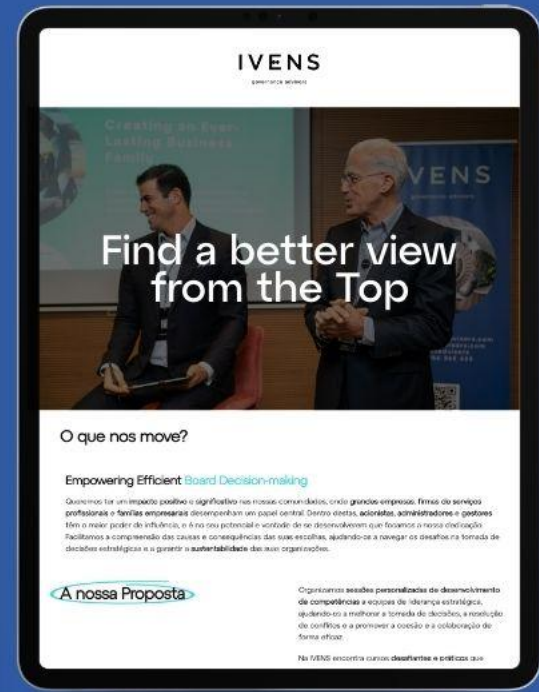 IVENS
governance advisors
Creating an Ever-
Lasting Business
Family
VENS
governance advisors
Find a better view
from the Top
O que nos move?
Empowering Efficient Board Decision-making
Queremos ter um impacto positivo e significativo nas nossas comunidades, onde grandes empresas, firmas de serviços
profissionais e famílias empresariais desempenham um papel central. Dentro destas, acionistas, administradores e gestores
têm o maior poder de influência, e é no seu potencial e vontade de se desenvolverem que focamos a nossa dedicação.
Facilitamos a compreensão das causas e consequências das suas escolhas, ajudando-os a navegar os desafios na tomada de
decisões estratégicas e a garantir a sustentabilidade das suas organizações.
A nossa Proposta
Organizamos sessões personalizadas de desenvolvimento
de competências a equipas de liderança estratégica,
ajudando-os a melhorar a tomada de decisões, a resolução
de conflitos e a promover a coesão e a colaboração de
forma eficaz.
Na IVENS encontra cursos desafiantes e práticos que